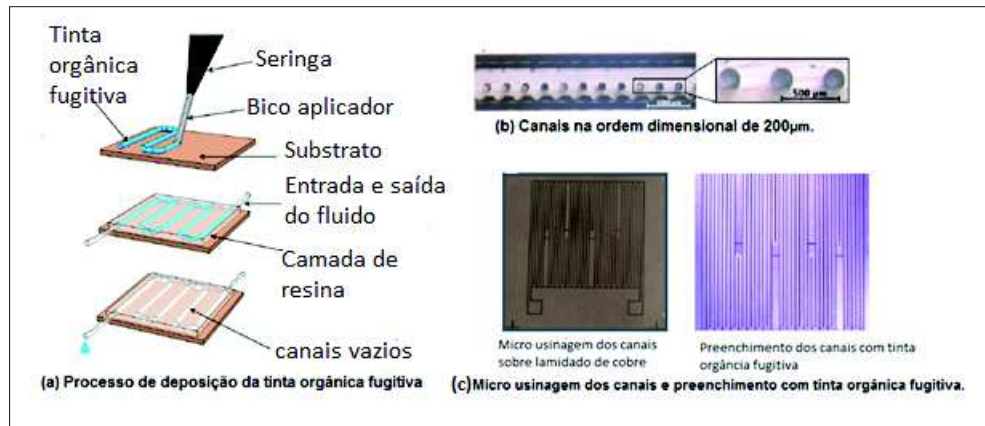 Tinta
orgânica
fugitiva
Seringa
Bico aplicador
Substrato
Entrada e saída
do fluido
Camada de
resina
canais vazios
(a) Processo de deposição da tinta orgânica fugitiva
500 µm
(b) Canais na ordem dimensional de 200µm.
Micro usinagem dos canais
sobre lamidado de cobre
Preenchimento dos canais com tinta
orgância fugitiva
(c)Micro usinagem dos canais e preenchimento com tinta orgânica fugitiva.